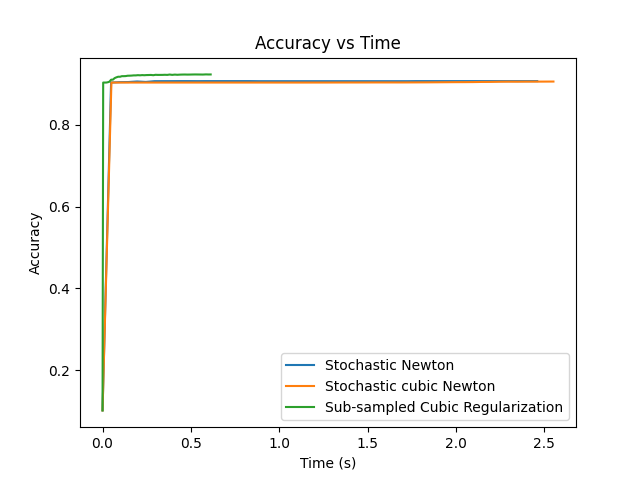 Accuracy vs Time
Accuracy
0.8
0.6
0.4
0.2
Stochastic Newton
Stochastic cubic Newton
Sub-sampled Cubic Regularization
0.0 0.5 1.0 1.5 2.0 2.5
Time (s)